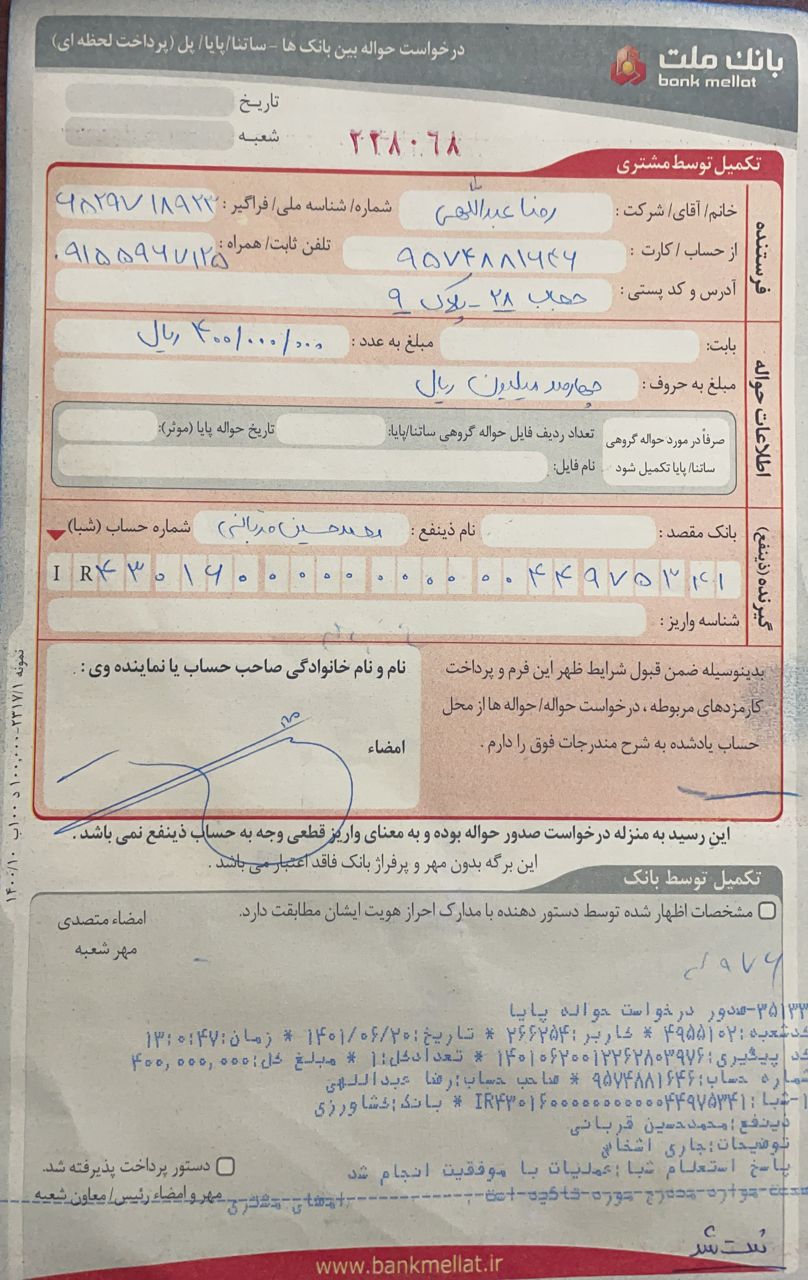 بانک ملت
bank mellat
درخواست حواله بین بانک ها - ساتنا/پایا/ پل (پرداخت لحظه ای)
تاریخ
شعبه
۲۲۸۰۶۸
تکمیل توسط مشتری
فرستنده
خانم/ آقای/ شرکت : رضا عبداللهی شماره/ شناسه ملی/ فراگیر :
از حساب / کارت : ۹۵۷۴۸۸۱۶۴۶ تلفن ثابت/ همراه : ۰۹۱۵۵۹۶۷۱۲۵
آدرس و کد پستی : حجاب ۲۸ - پلاک ۹
اطلاعات حواله
بابت: مبلغ به عدد : ۴۰۰/۰۰۰/۰۰۰ ریال
مبلغ به حروف : چهارصد میلیون ریال
صرفاً در مورد حواله گروهی ساتنا/ پایا تکمیل شود
تعداد ردیف فایل حواله گروهی ساتنا/پایا: تاریخ حواله پایا (موثر):
نام فایل:
گیرنده (ذینفع)
بانک مقصد : نام ذینفع : محمدحسین قربانی شماره حساب (شبا)
IR ۴۳۰۱۶۰۰۰۰۰۰۰۰۰۰۰۴۴۹۷۵۳۴۱
شناسه واریز :
بدینوسیله ضمن قبول شرایط ظهر این فرم و پرداخت
کارمزدهای مربوطه ، درخواست حواله/ حواله ها از محل
حساب یادشده به شرح مندرجات فوق را دارم .
نام و نام خانوادگی صاحب حساب یا نماینده وی :
امضاء
این رسید به منزله درخواست صدور حواله بوده و به معنای واریز قطعی وجه به حساب ذینفع نمی باشد .
این برگه بدون مهر و پرفراژ بانک فاقد اعتبار می باشد .
تکمیل توسط بانک
مشخصات اظهار شده توسط دستور دهنده با مدارک احراز هویت ایشان مطابقت دارد.
امضاء متصدی
مهر شعبه
۳۵۱۳۳-صدور درخواست حواله پایا
کدشعبه:۴۹۵۵۱۰۲ * کاربر:۲۶۶۲۵۴ * تاریخ:۱۴۰۱/۰۶/۲۰ * زمان:۱۳:۰:۴۷
کد پیگیری:۱۴۰۱۰۶۲۰۰۱۲۲۶۲۸۰۳۹۷۶ * تعدادکل:۱ * مبلغ کل:۴۰۰,۰۰۰,۰۰۰
شماره حساب:۹۵۷۴۸۸۱۶۴۶ * صاحب حساب:رضا عبداللهی
۱-شبا:IR۴۳۰۱۶۰۰۰۰۰۰۰۰۰۰۰۴۴۹۷۵۳۴۱ * بانک:کشاورزی
ذینفع:محمدحسین قربانی
توضیحات:جاری اشخاص
پاسخ استعلام شبا:عملیات با موفقیت انجام شد
امضای مشتری
دستور پرداخت پذیرفته شد.
مهر و امضاء رئیس/ معاون شعبه
ثبت شد
www.bankmellat.ir
نمونه ۲۳۱۷/۱-۱۰۰,۰۰۰ د ۱۰۰ب ۱۴۰۰/۱۰